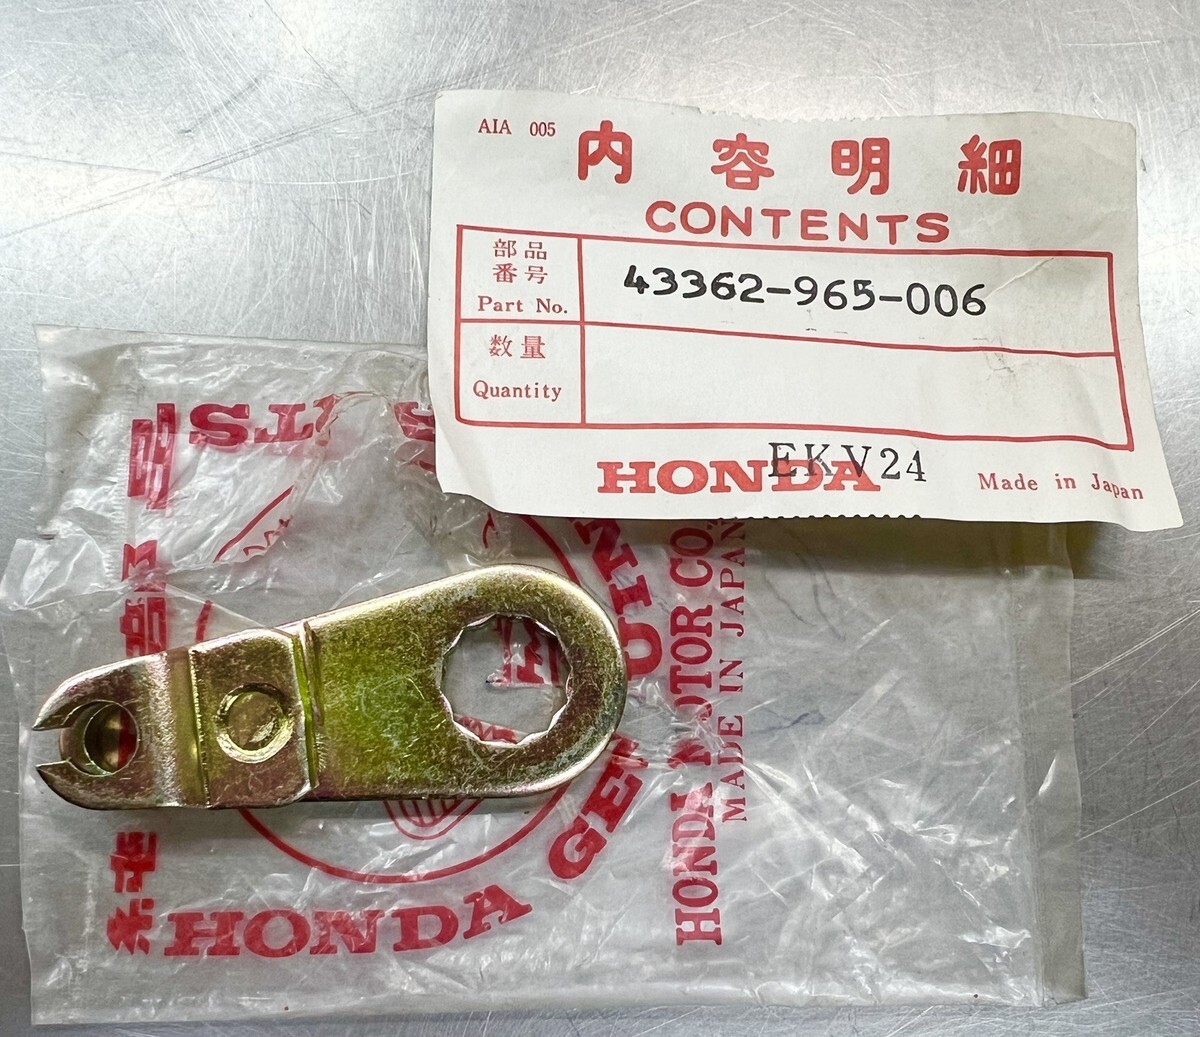 AIA 005
内容明細
CONTENTS
部品
番号
Part No.
43362-965-006
数量
Quantity
HONDA
EKV24
Made in Japan
HONDA GENUIN
HONDA MOTOR CO.
MADE IN JAPAN